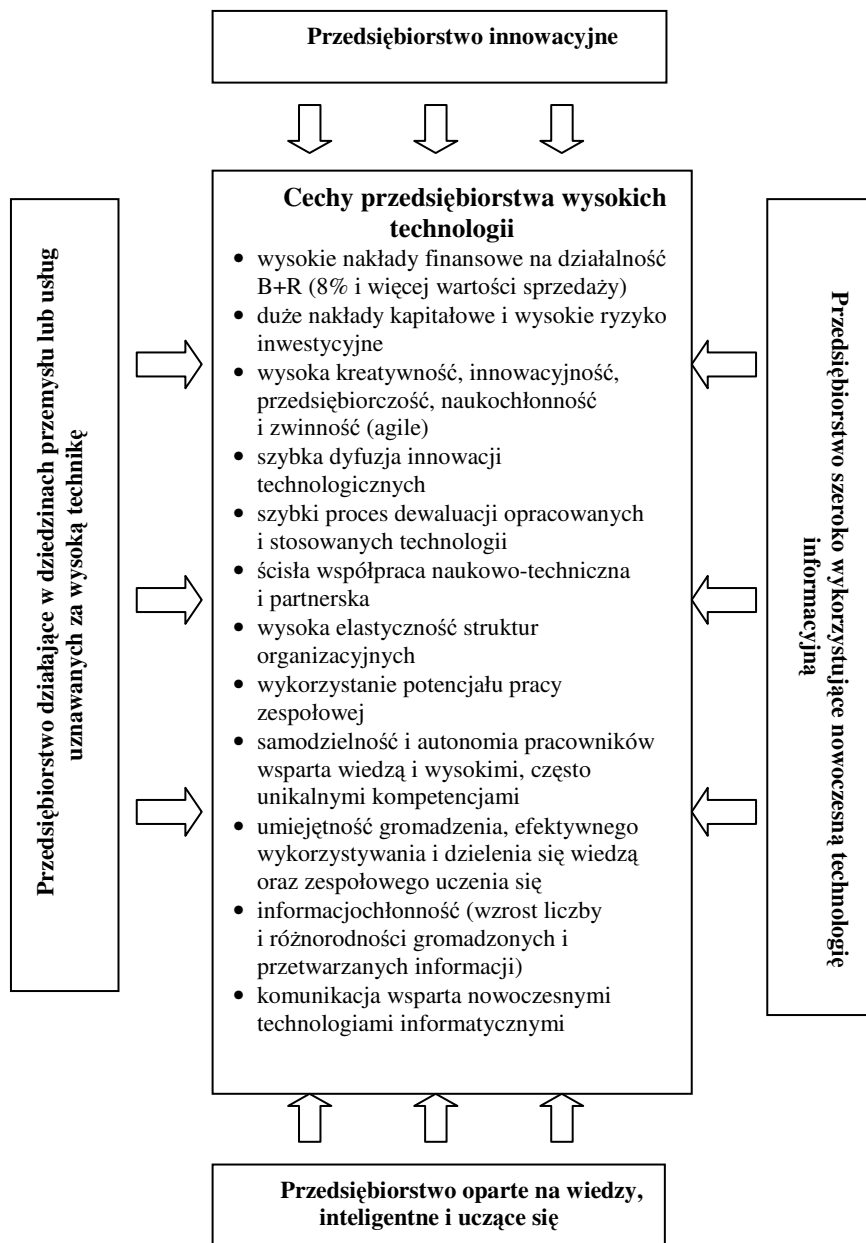 Przedsiębiorstwo innowacyjne
Przedsiębiorstwo działające w dziedzinach przemysłu lub usług
uznawanych za wysoką technikę
Cechy przedsiębiorstwa wysokich
technologii
• wysokie nakłady finansowe na działalność
B+R (8% i więcej wartości sprzedaży)
• duże nakłady kapitałowe i wysokie ryzyko
inwestycyjne
• wysoka kreatywność, innowacyjność,
przedsiębiorczość, naukochłonność
i zwinność (agile)
• szybka dyfuzja innowacji
technologicznych
• szybki proces dewaluacji opracowanych
i stosowanych technologii
• ścisła współpraca naukowo-techniczna
i partnerska
• wysoka elastyczność struktur
organizacyjnych
• wykorzystanie potencjału pracy
zespołowej
• samodzielność i autonomia pracowników
wsparta wiedzą i wysokimi, często
unikalnymi kompetencjami
• umiejętność gromadzenia, efektywnego
wykorzystywania i dzielenia się wiedzą
oraz zespołowego uczenia się
• informacjochłonność (wzrost liczby
i różnorodności gromadzonych i
przetwarzanych informacji)
• komunikacja wsparta nowoczesnymi
technologiami informatycznymi
Przedsiębiorstwo szeroko wykorzystujące nowoczesną technologię
informacyjną
Przedsiębiorstwo oparte na wiedzy,
inteligentne i uczące się